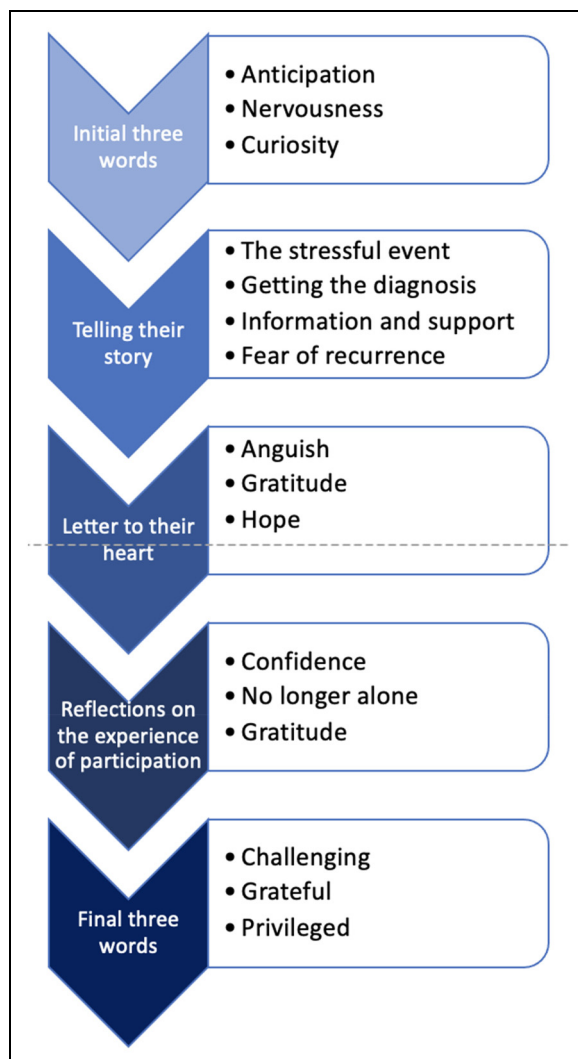 Initial three
words
• Anticipation
• Nervousness
• Curiosity
Telling their
story
• The stressful event
• Getting the diagnosis
• Information and support
• Fear of recurrence
Letter to their
heart
• Anguish
• Gratitude
• Hope
Reflections on
the experience
of participation
• Confidence
• No longer alone
• Gratitude
Final three
words
• Challenging
• Grateful
• Privileged